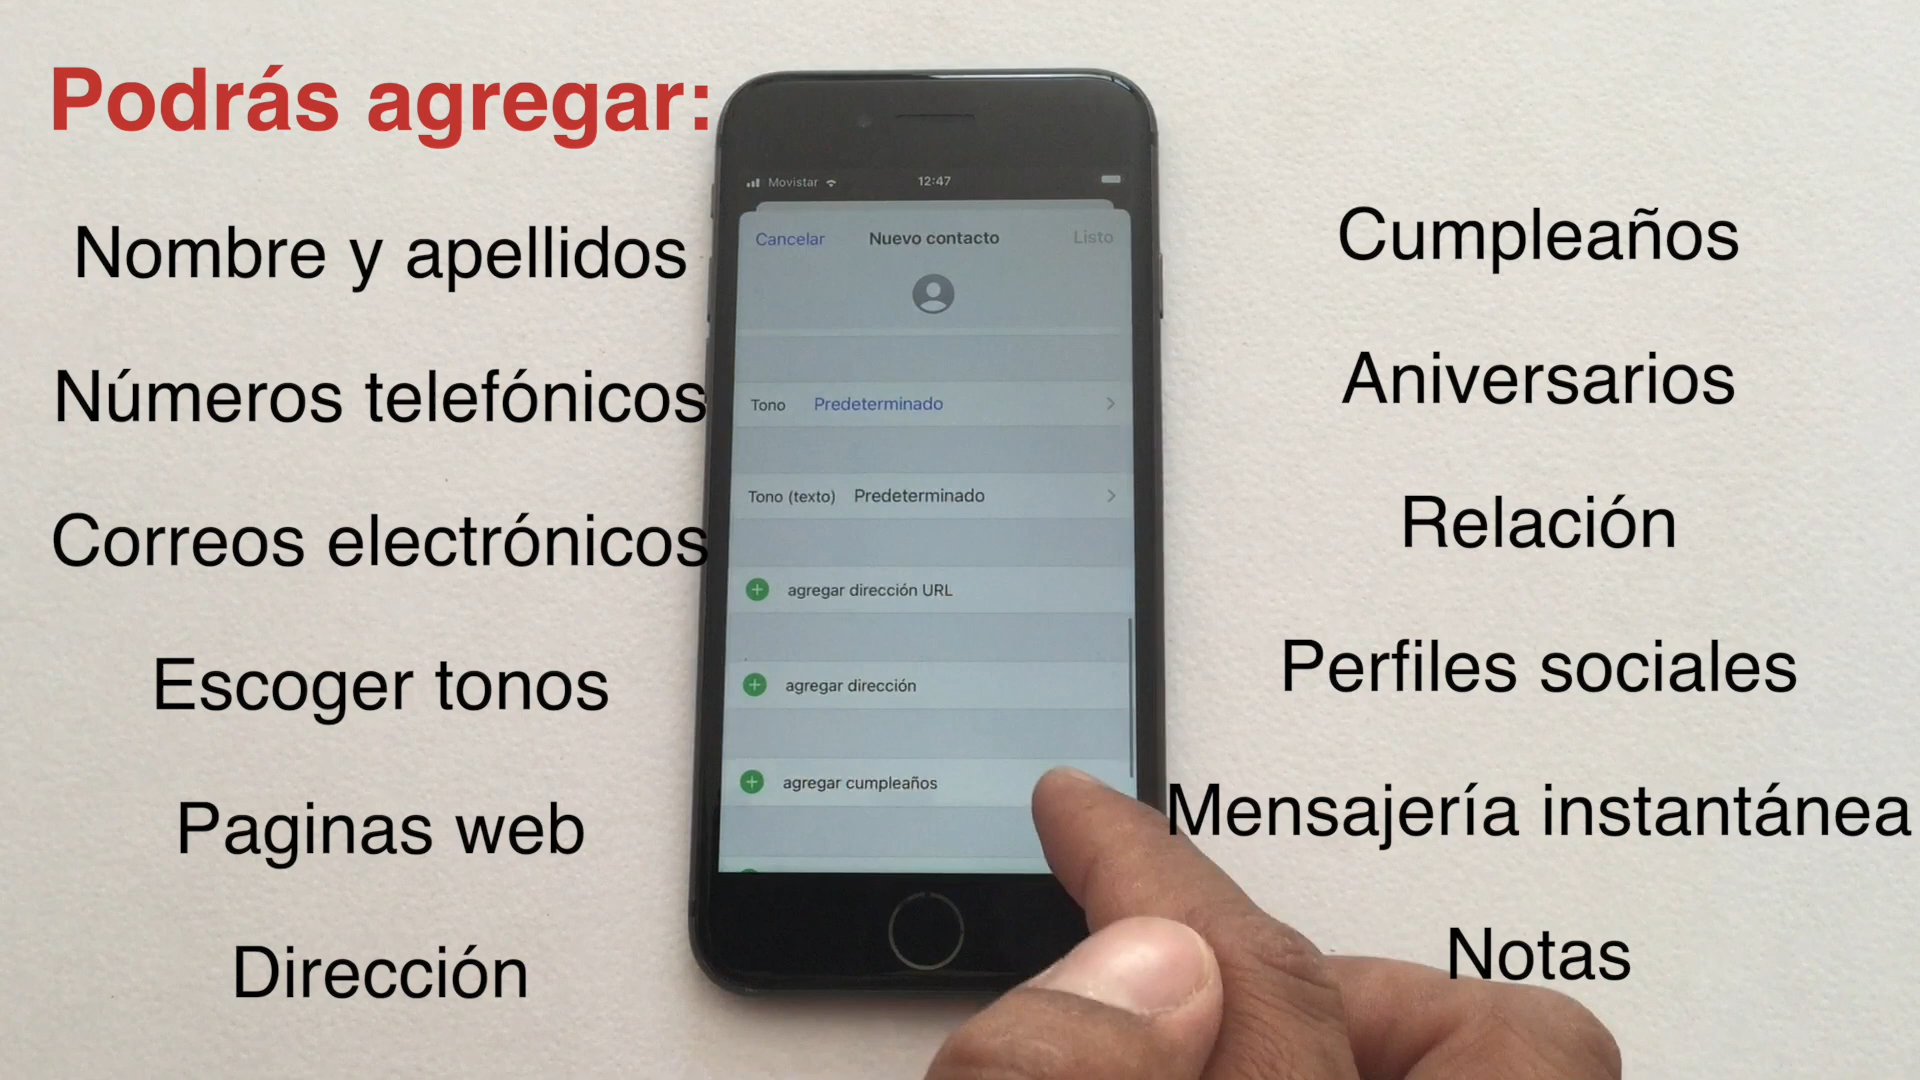 Podrás agregar:
Nombre y apellidos
Números telefónicos
Correos electrónicos
Escoger tonos
Paginas web
Dirección
Movistar
12:47
Cancelar
Nuevo contacto
Listo
Tono Predeterminado
Tono (texto) Predeterminado
agregar dirección URL
agregar dirección
agregar cumpleaños
Cumpleaños
Aniversarios
Relación
Perfiles sociales
Mensajería instantánea
Notas